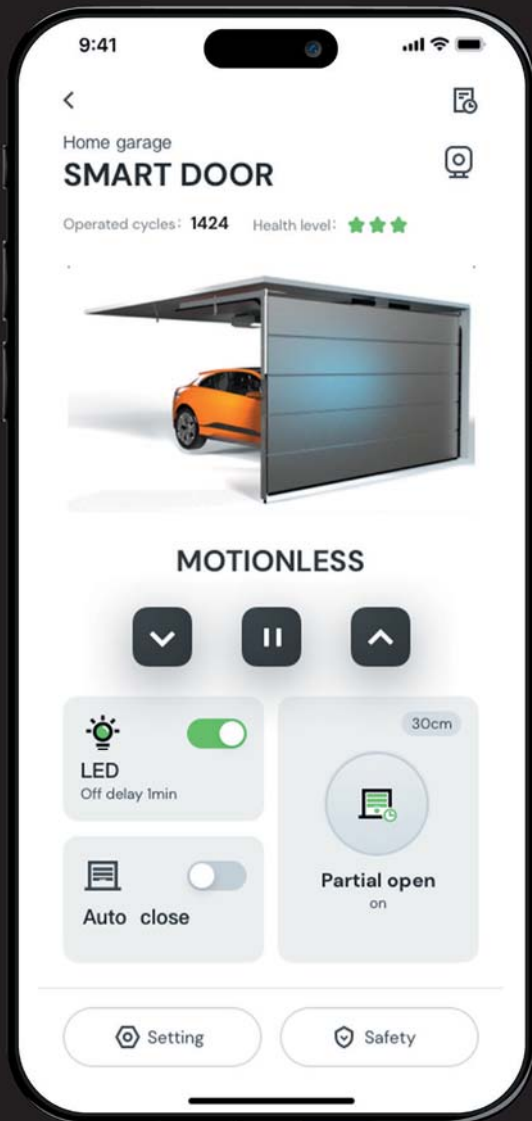 9:41
Home garage
SMART DOOR
Operated cycles: 1424 Health level:
MOTIONLESS
LED
Off delay 1min
30cm
Partial open
on
Auto close
Setting
Safety